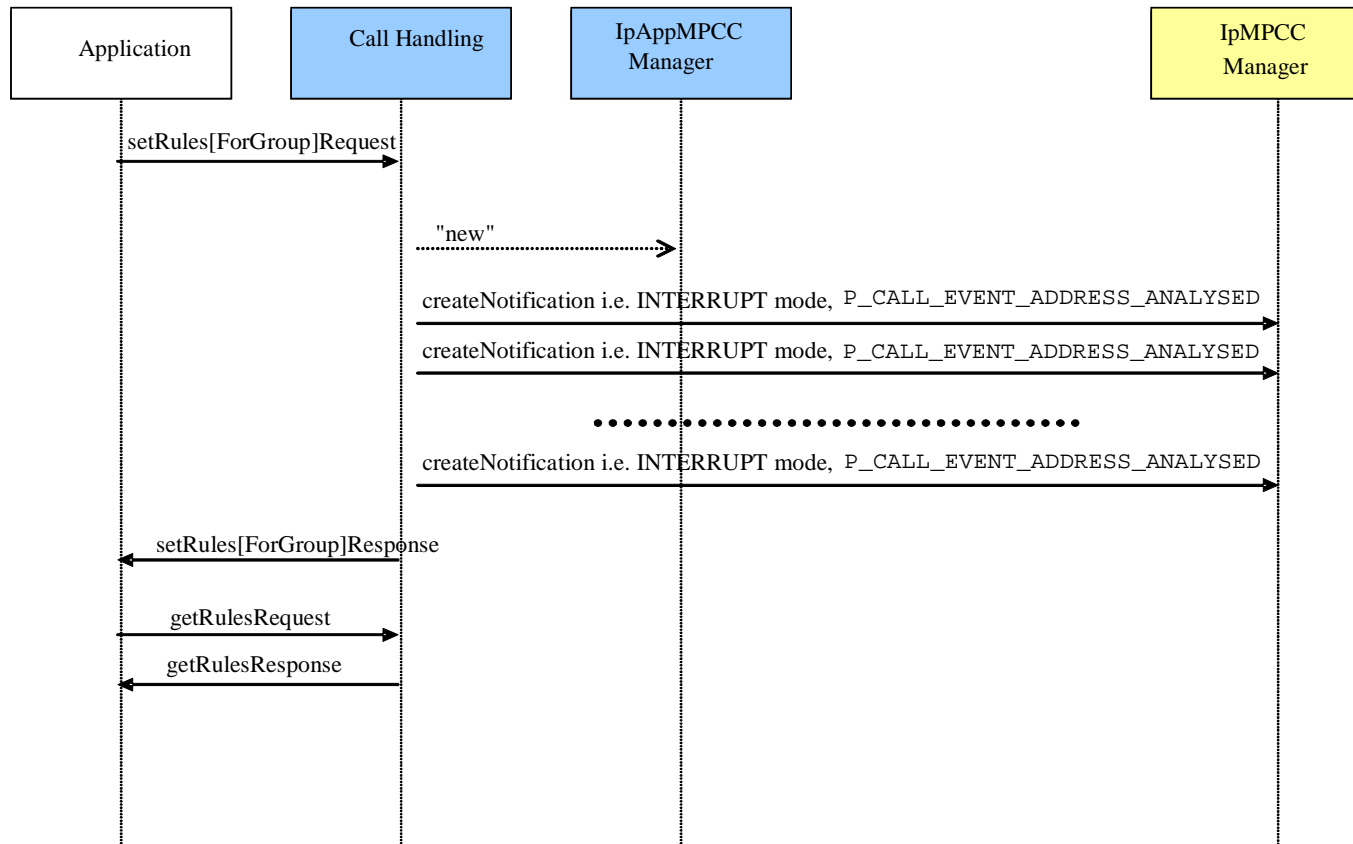 Application
Call Handling
IpAppMPCC
Manager
IpMPCC
Manager
setRules[ForGroup]Request
"new"
createNotification i.e. INTERRUPT mode, P_CALL_EVENT_ADDRESS_ANALYSED
createNotification i.e. INTERRUPT mode, P_CALL_EVENT_ADDRESS_ANALYSED
createNotification i.e. INTERRUPT mode, P_CALL_EVENT_ADDRESS_ANALYSED
setRules[ForGroup]Response
getRulesRequest
getRulesResponse